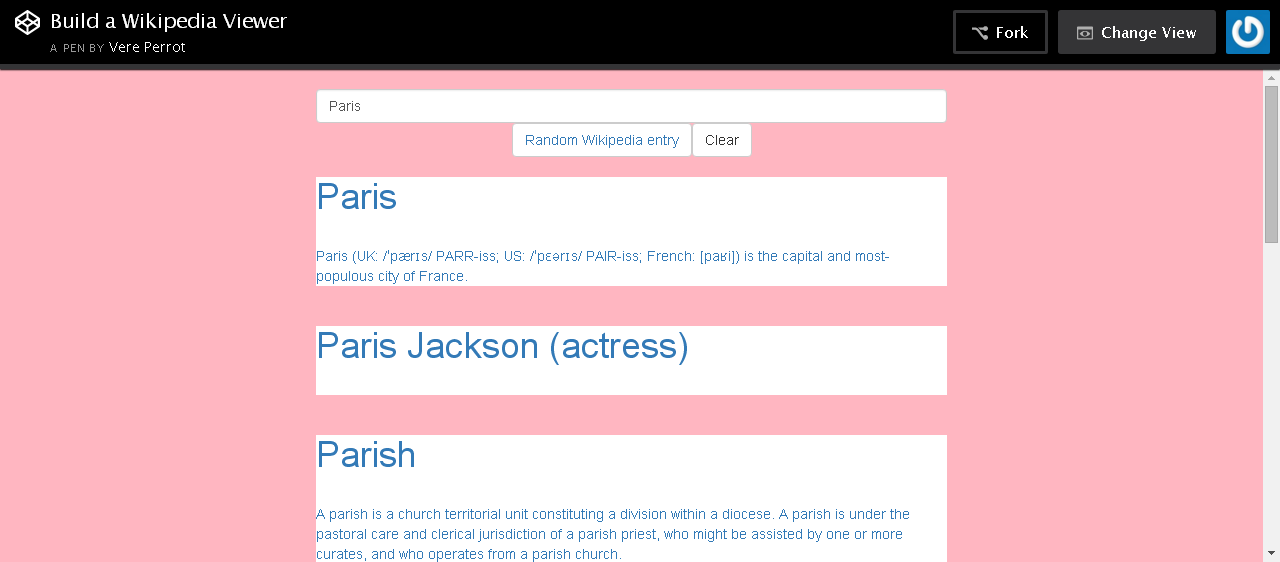 Build a Wikipedia Viewer
A PEN BY Vere Perrot
Fork
Change View
Paris
Random Wikipedia entry
Clear
Paris
Paris (UK: /ˈpærɪs/ PARR-iss; US: /ˈpɛərɪs/ PAIR-iss; French: [paʁi]) is the capital and most-
populous city of France.
Paris Jackson (actress)
Parish
A parish is a church territorial unit constituting a division within a diocese. A parish is under the
pastoral care and clerical jurisdiction of a parish priest, who might be assisted by one or more
curates, and who operates from a parish church.